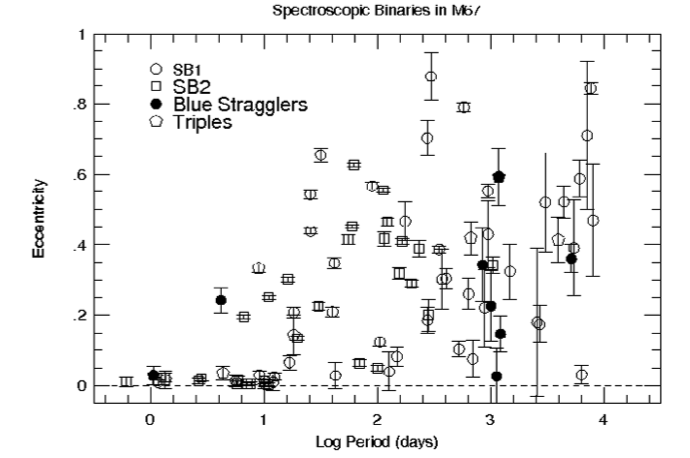 Spectroscopic Binaries in M67
1
.8
.6
.4
.2
0
Eccentricity
SB1
SB2
Blue Stragglers
Triples
0 1 2 3 4
Log Period (days)